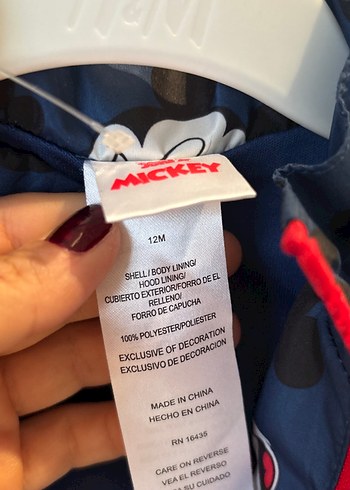 H&M
MICKEY
12M
SHELL/BODY LINING/
HOOD LINING/
CUBIERTO EXTERIOR/FORRO DE EL
RELLENO/
FORRO DE CAPUCHA
100% POLYESTER/POLIESTER
EXCLUSIVE OF DECORATION
EXCLUSIVO DE DECORACION
MADE IN CHINA
HECHO EN CHINA
RN 16435
CARE ON REVERSE
VEA EL REVERSO
SU CUIDADO